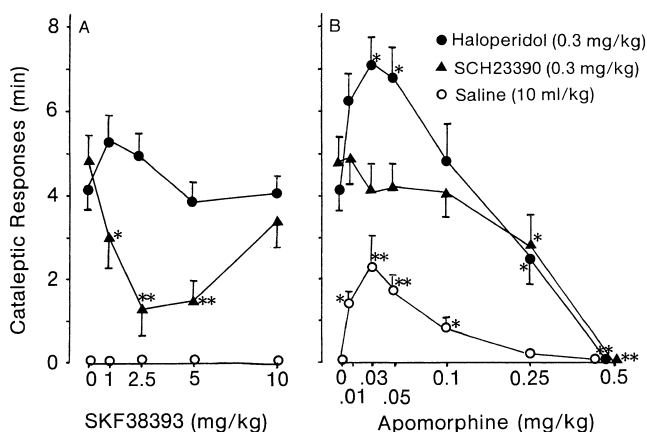 A
B
8
6
4
2
0
Cataleptic Responses (min)
Haloperidol (0.3 mg/kg)
SCH23390 (0.3 mg/kg)
Saline (10 ml/kg)
*
**
**
*
*
*
**
**
*
*
*
**
**
0 1 2.5 5 10
SKF38393 (mg/kg)
0 .03 0.1 0.25 0.5
.01 .05
Apomorphine (mg/kg)